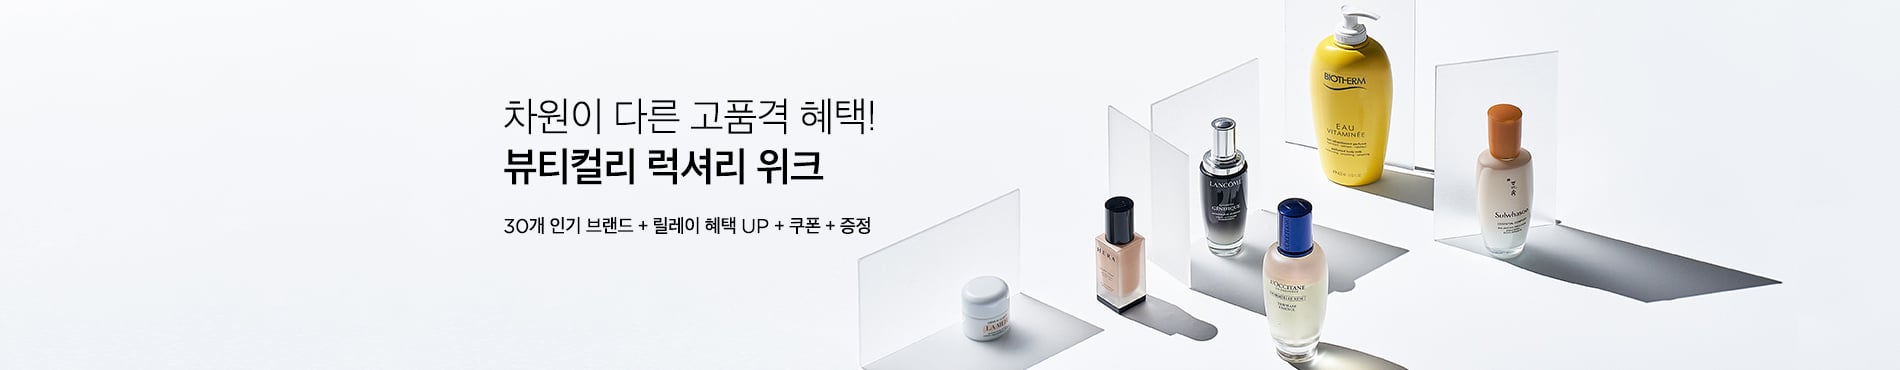 차원이 다른 고품격 혜택!
뷰티컬리 럭셔리 위크
30개 인기 브랜드 + 릴레이 혜택 UP + 쿠폰 + 증정
BIOTHERM
EAU
VITAMINÉE
LANCÔME
GÉNIFIQUE
HERA
LA MER
L'OCCITANE
Sulwhasoo